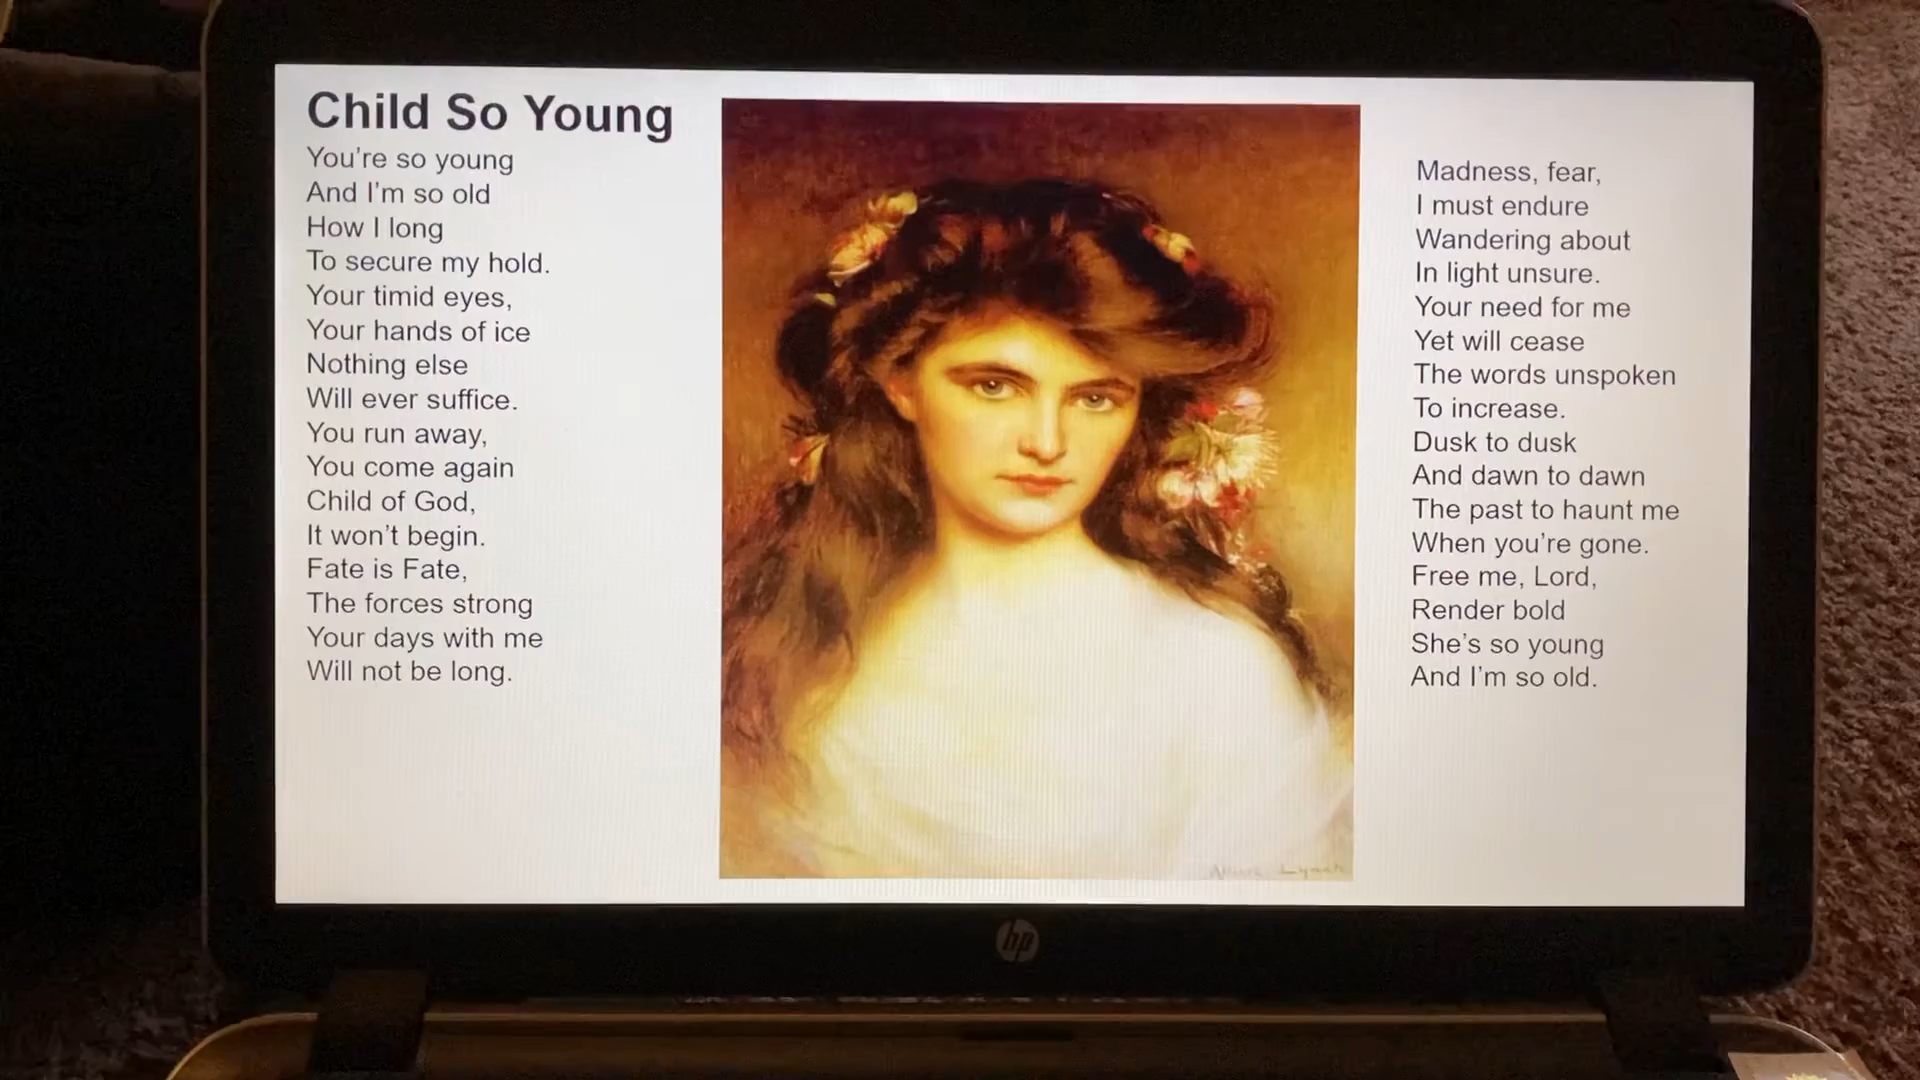 Child So Young
You're so young
And I'm so old
How I long
To secure my hold.
Your timid eyes,
Your hands of ice
Nothing else
Will ever suffice.
You run away,
You come again
Child of God,
It won't begin.
Fate is Fate,
The forces strong
Your days with me
Will not be long.
Madness, fear,
I must endure
Wandering about
In light unsure.
Your need for me
Yet will cease
The words unspoken
To increase.
Dusk to dusk
And dawn to dawn
The past to haunt me
When you're gone.
Free me, Lord,
Render bold
She's so young
And I'm so old.
Lynch
hp